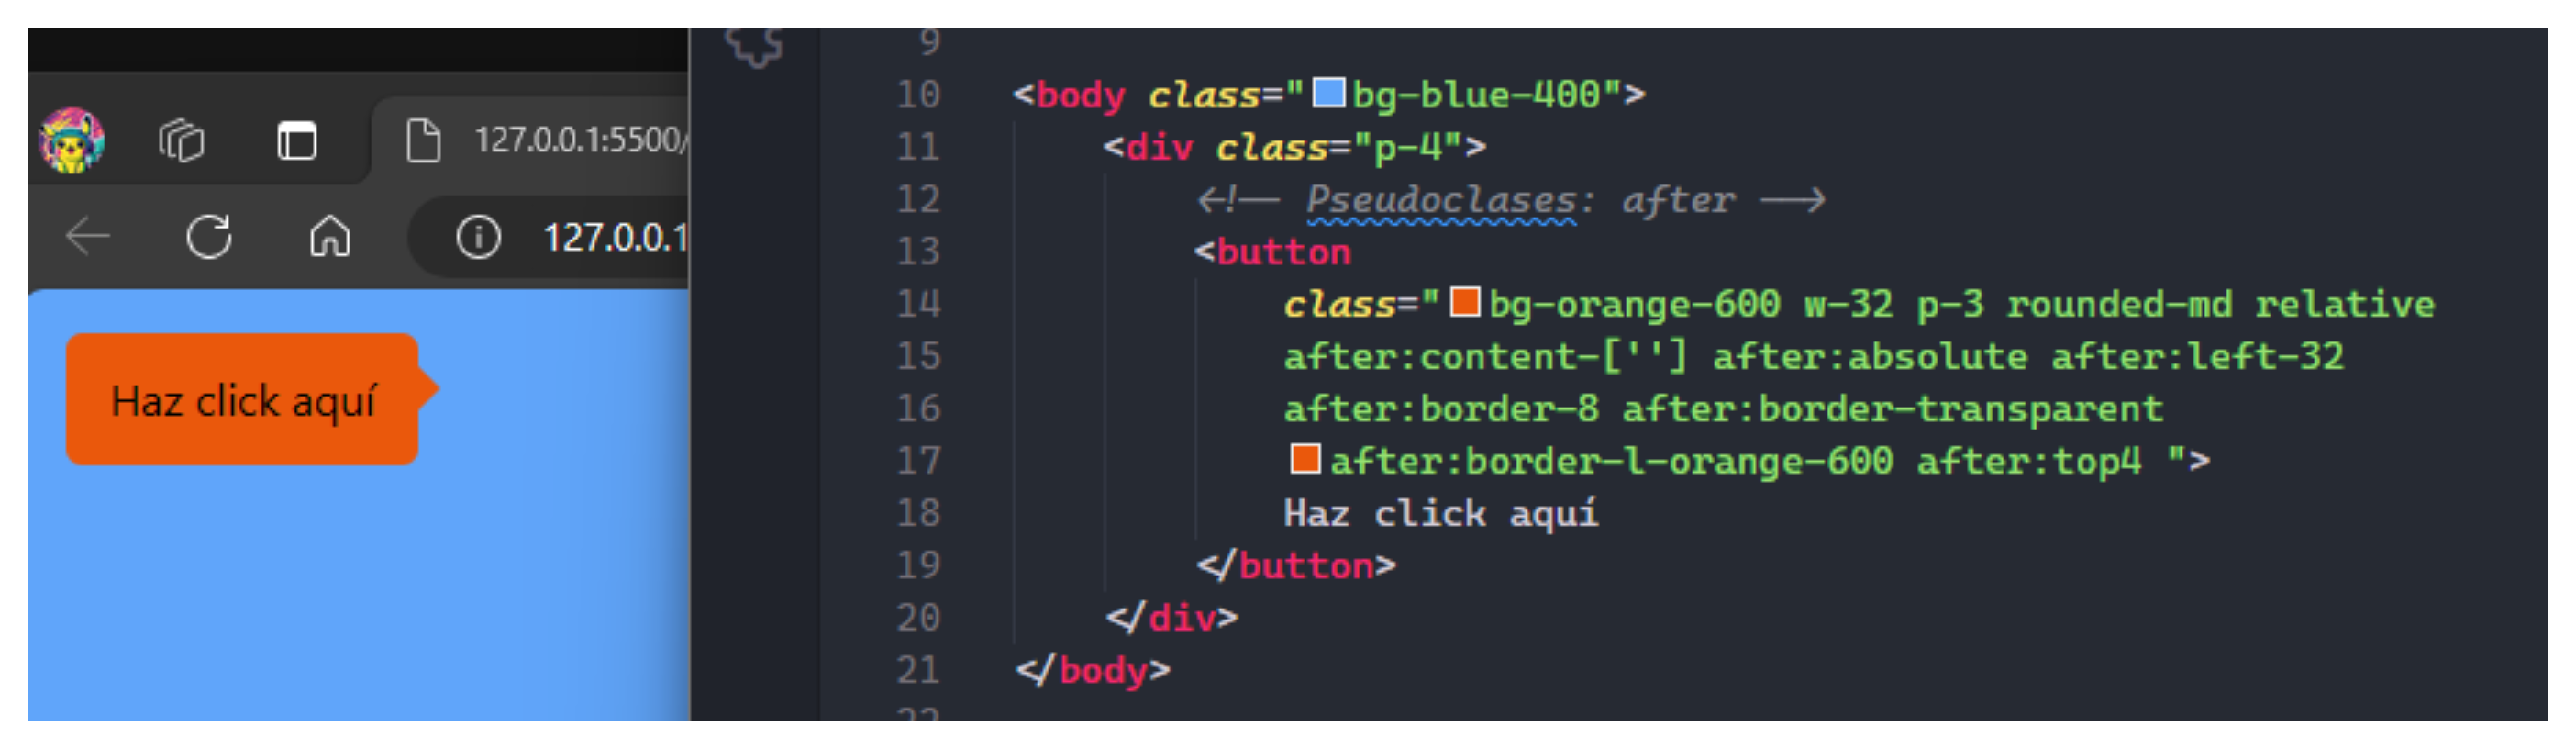 127.0.0.1:5500/
127.0.0.1
Haz click aquí
9
10 <body class="bg-blue-400">
11 <div class="p-4">
12 <!-- Pseudoclases: after -->
13 <button
14 class="bg-orange-600 w-32 p-3 rounded-md relative
15 after:content-[''] after:absolute after:left-32
16 after:border-8 after:border-transparent
17 after:border-l-orange-600 after:top4 ">
18 Haz click aquí
19 </button>
20 </div>
21 </body>
22